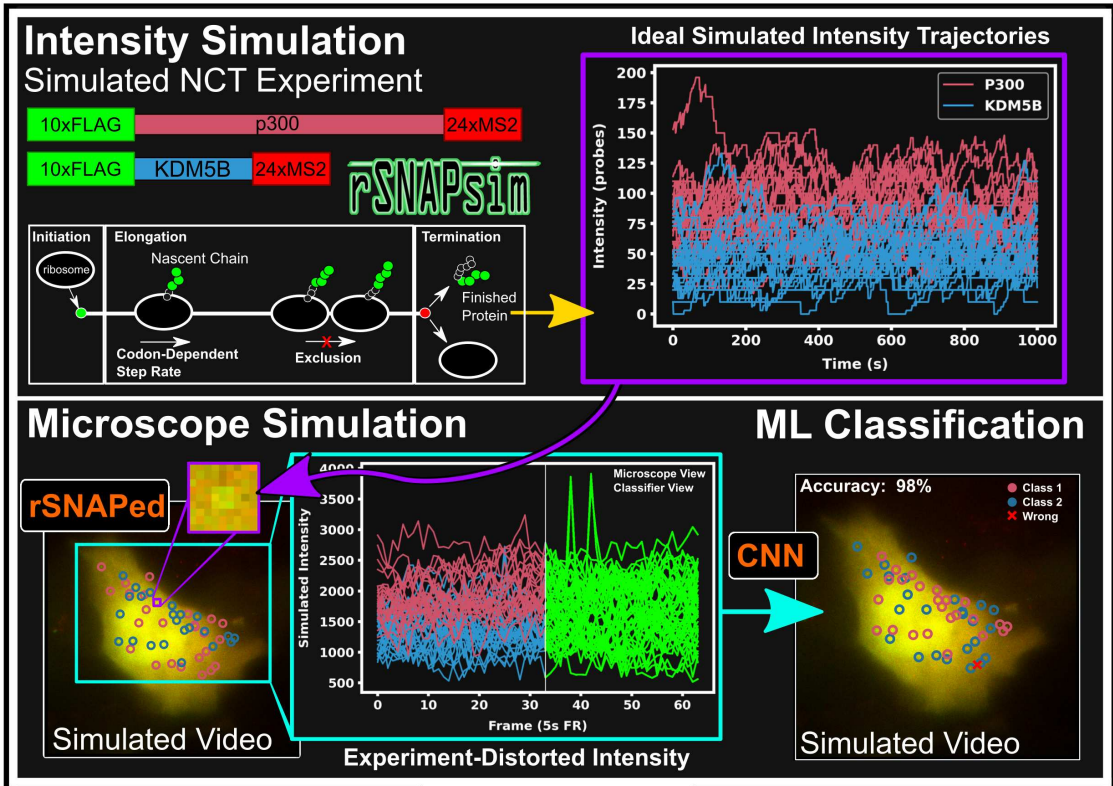 Intensity Simulation
Simulated NCT Experiment
10xFLAG
p300
24xMS2
10xFLAG
KDM5B
24xMS2
rSNAPsim
Initiation
Elongation
Termination
ribosome
Nascent Chain
Finished
Protein
Codon-Dependent
Step Rate
Exclusion
Ideal Simulated Intensity Trajectories
P300
KDM5B
Intensity (probes)
200
175
150
125
100
75
50
25
0
0 200 400 600 800 1000
Time (s)
Microscope Simulation
ML Classification
rSNAPed
Simulated Video
Microscope View
Classifier View
Simulated Intensity
4000
3500
3000
2500
2000
1500
1000
500
0 10 20 30 40 50 60
Frame (5s FR)
Experiment-Distorted Intensity
CNN
Accuracy: 98%
Class 1
Class 2
Wrong
Simulated Video